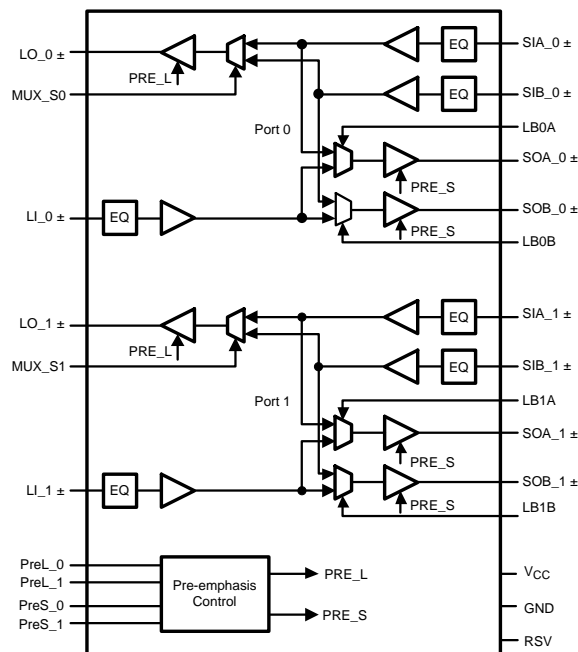 LO_0 ±
EQ
SIA_0 ±
PRE_L
MUX_S0
EQ
SIB_0 ±
Port 0
LB0A
SOA_0 ±
PRE_S
LI_0 ±
EQ
SOB_0 ±
PRE_S
LB0B
LO_1 ±
EQ
SIA_1 ±
PRE_L
MUX_S1
EQ
SIB_1 ±
Port 1
LB1A
SOA_1 ±
PRE_S
LI_1 ±
EQ
SOB_1 ±
PRE_S
LB1B
PreL_0
PreL_1
PreS_0
PreS_1
Pre-emphasis
Control
PRE_L
PRE_S
VCC
GND
RSV